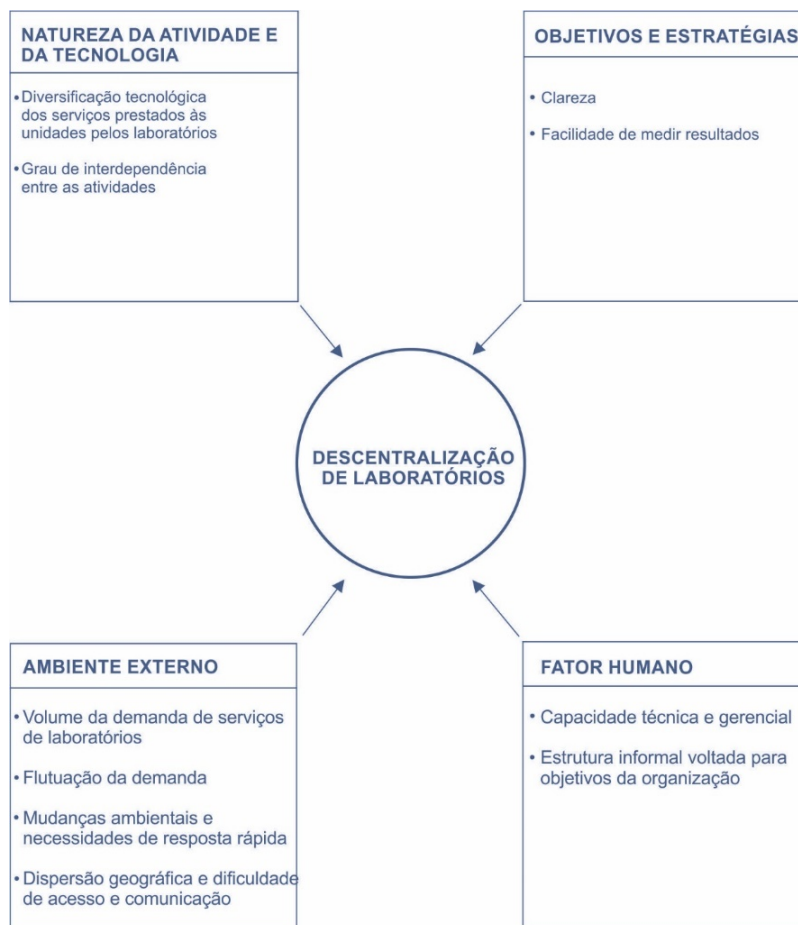 NATUREZA DA ATIVIDADE E
DA TECNOLOGIA
•Diversificação tecnológica
dos serviços prestados às
unidades pelos laboratórios
•Grau de interdependência
entre as atividades
OBJETIVOS E ESTRATÉGIAS
• Clareza
• Facilidade de medir resultados
DESCENTRALIZAÇÃO
DE LABORATÓRIOS
AMBIENTE EXTERNO
• Volume da demanda de serviços
de laboratórios
• Flutuação da demanda
• Mudanças ambientais e
necessidades de resposta rápida
• Dispersão geográfica e dificuldade
de acesso e comunicação
FATOR HUMANO
• Capacidade técnica e gerencial
• Estrutura informal voltada para
objetivos da organização